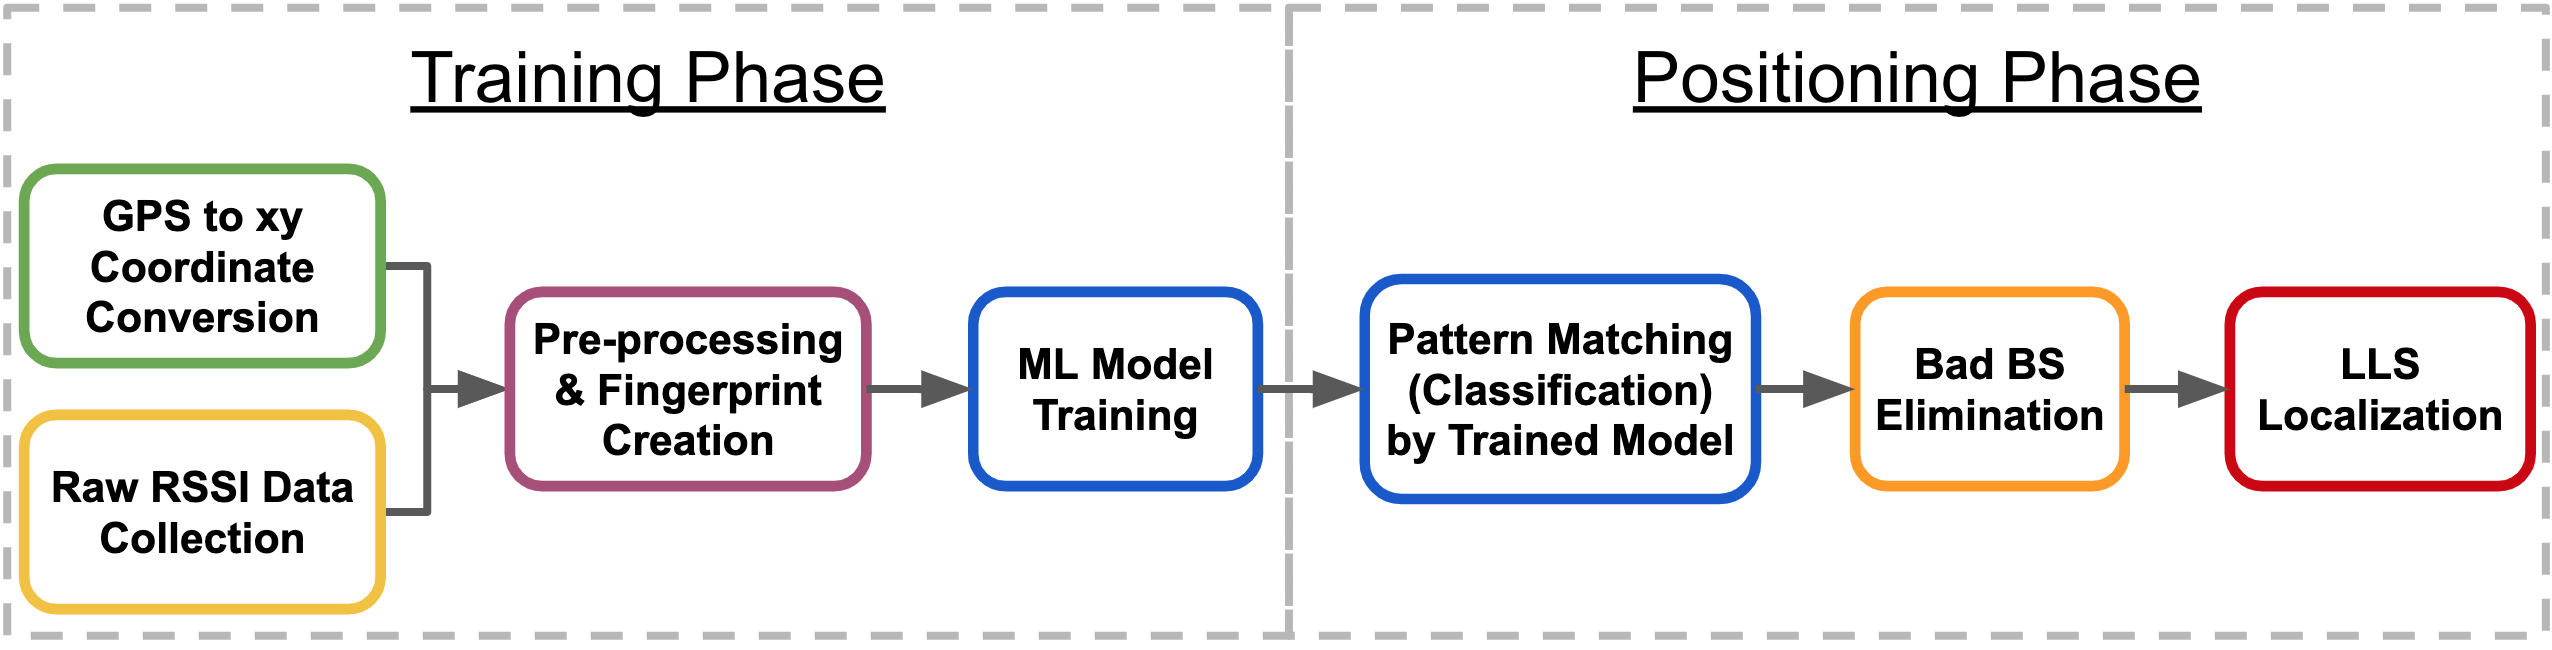 Training Phase
GPS to xy
Coordinate
Conversion
Raw RSSI Data
Collection
Pre-processing
& Fingerprint
Creation
ML Model
Training
Positioning Phase
Pattern Matching
(Classification)
by Trained Model
Bad BS
Elimination
LLS
Localization